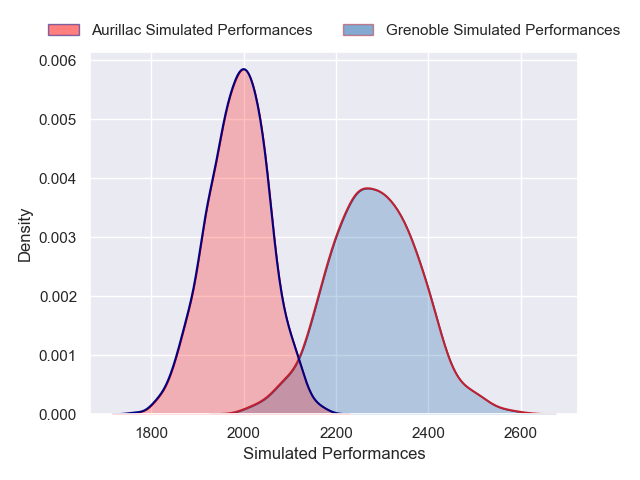 Aurillac Simulated Performances Grenoble Simulated Performances
0.006
0.005
0.004
0.003
0.002
0.001
0.000
Density
1800 2000 2200 2400 2600
Simulated Performances